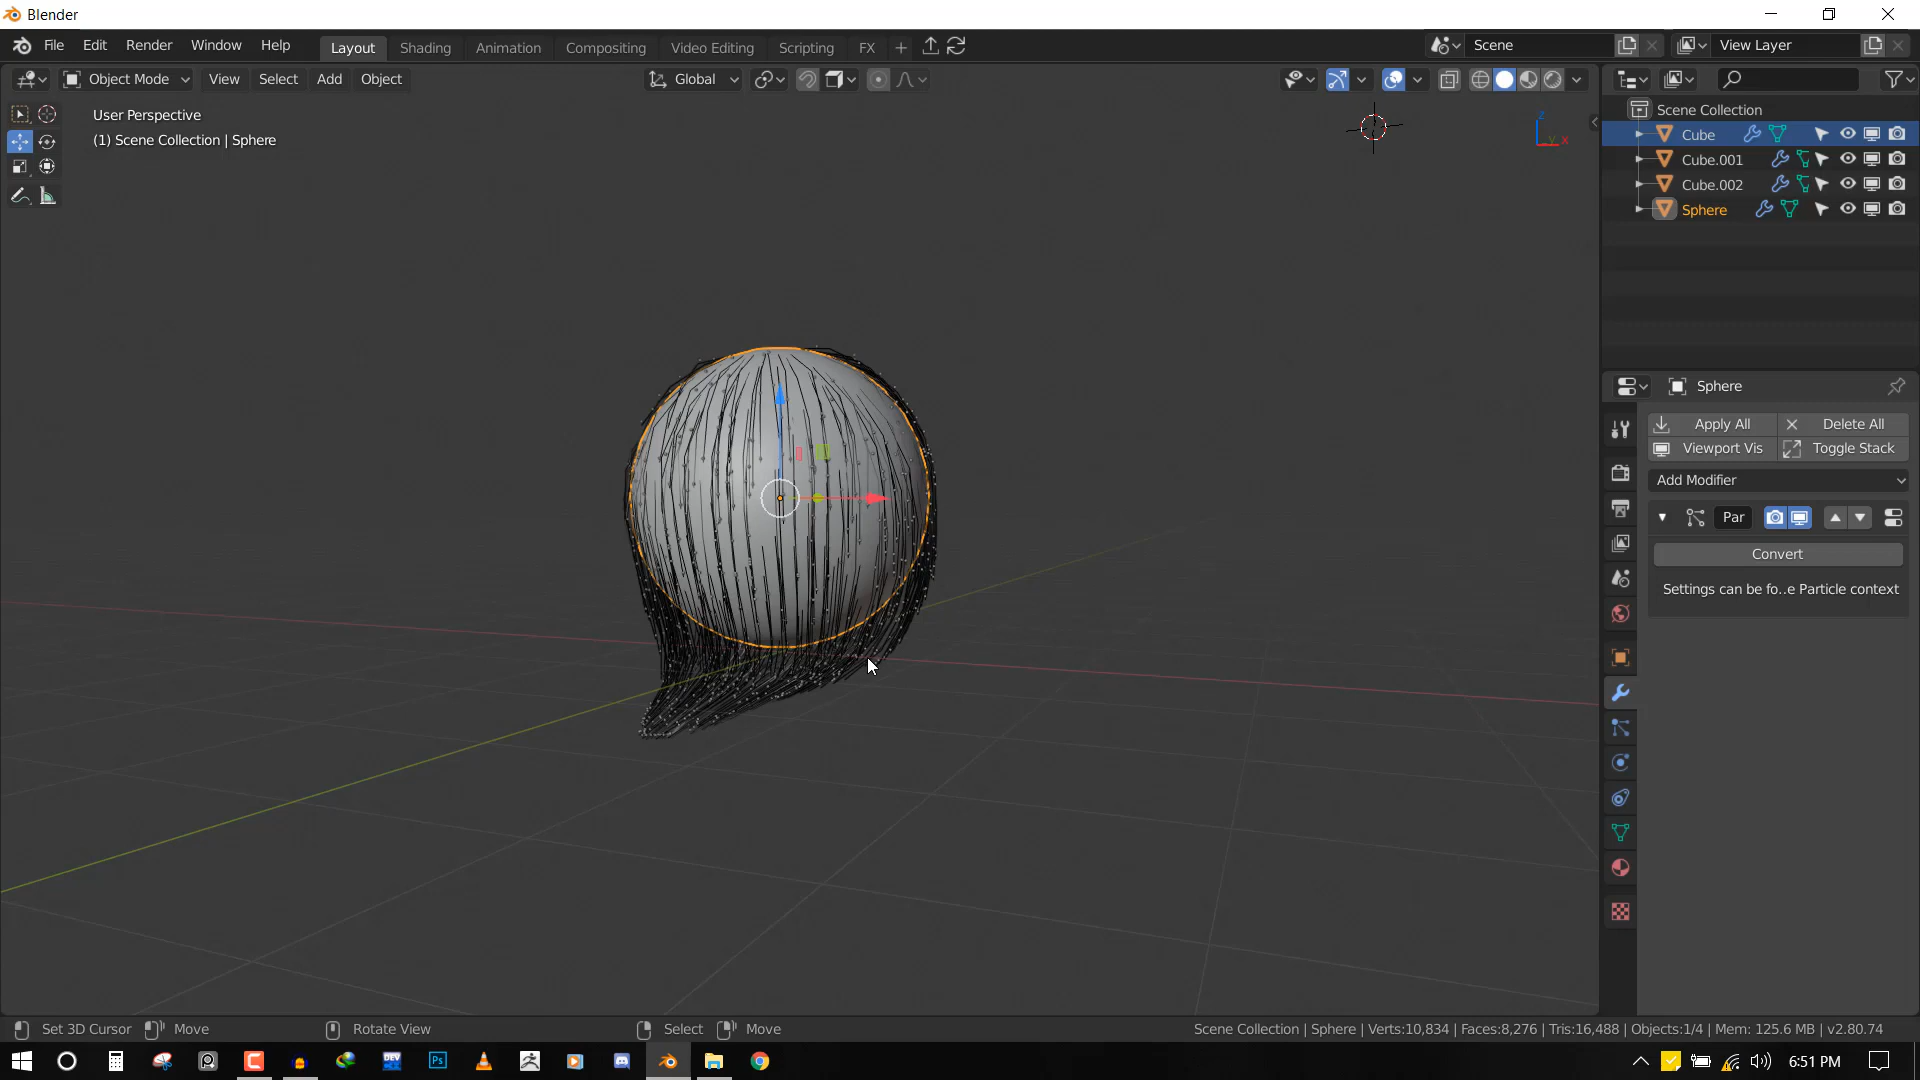 Blender
File Edit Render Window Help Layout Shading Animation Compositing Video Editing Scripting FX Scene View Layer
Object Mode View Select Add Object Global
User Perspective
(1) Scene Collection | Sphere
Z
Y X
Scene Collection
Cube
Cube.001
Cube.002
Sphere
Sphere
Apply All Delete All
Viewport Vis Toggle Stack
Add Modifier
Par
Convert
Settings can be fo..e Particle context
Set 3D Cursor Move Rotate View Select Move Scene Collection | Sphere | Verts:10,834 | Faces:8,276 | Tris:16,488 | Objects:1/4 | Mem: 125.6 MB | v2.80.74
DEV Ps 6:51 PM